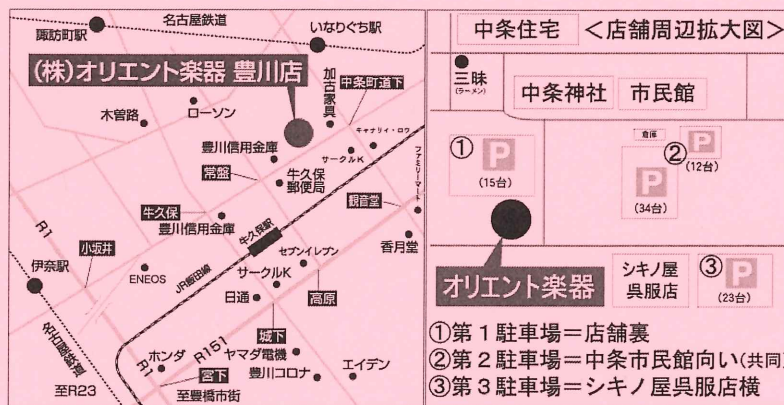 名古屋鉄道
諏訪町駅
いなりぐち駅
(株)オリエント楽器 豊川店
加古家具
中条町道下
木曽路
ローソン
キャナリィ・ロウ
豊川信用金庫
サークルK
ファミリーマート
常盤
牛久保郵便局
観音堂
牛久保
豊川信用金庫
牛久保駅
R1
小坂井
香月堂
セブンイレブン
伊奈駅
ENEOS
JR飯田線
サークルK
日通
高原
城下
名古屋鉄道
R151
ホンダ
R1
ヤマダ電機
宮下
豊川コロナ
エイデン
至R23
至豊橋市街
中条住宅
<店舗周辺拡大図>
三昧
(ラーメン)
中条神社
市民館
倉庫
① P
(15台)
② P
(12台)
P
(34台)
オリエント楽器
シキノ屋
呉服店
③ P
(23台)
①第1駐車場=店舗裏
②第2駐車場=中条市民館向い(共同)
③第3駐車場=シキノ屋呉服店横